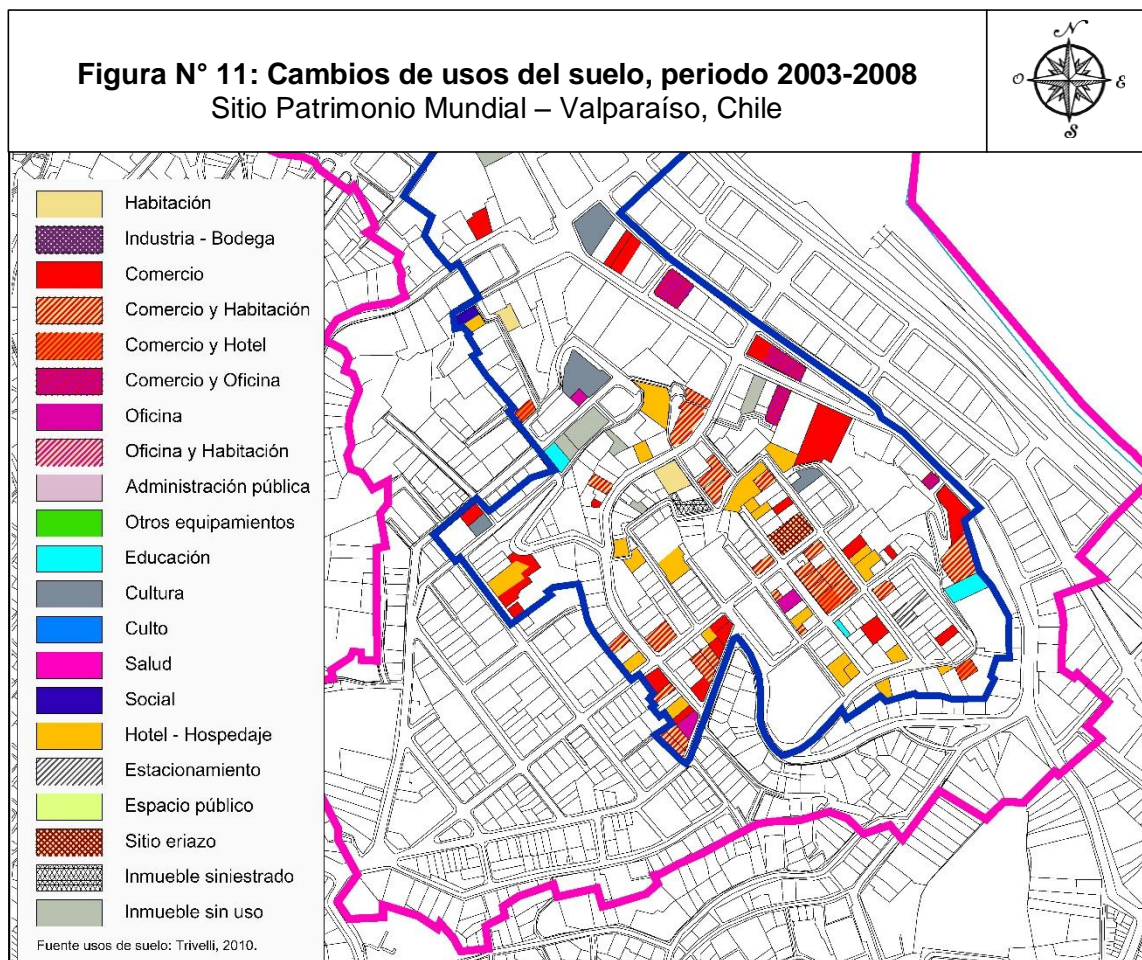 Figura N° 11: Cambios de usos del suelo, periodo 2003-2008
Sitio Patrimonio Mundial – Valparaíso, Chile
N
O
E
S
Habitación
Industria - Bodega
Comercio
Comercio y Habitación
Comercio y Hotel
Comercio y Oficina
Oficina
Oficina y Habitación
Administración pública
Otros equipamientos
Educación
Cultura
Culto
Salud
Social
Hotel - Hospedaje
Estacionamiento
Espacio público
Sitio eriazo
Inmueble siniestrado
Inmueble sin uso
Fuente usos de suelo: Trivelli, 2010.